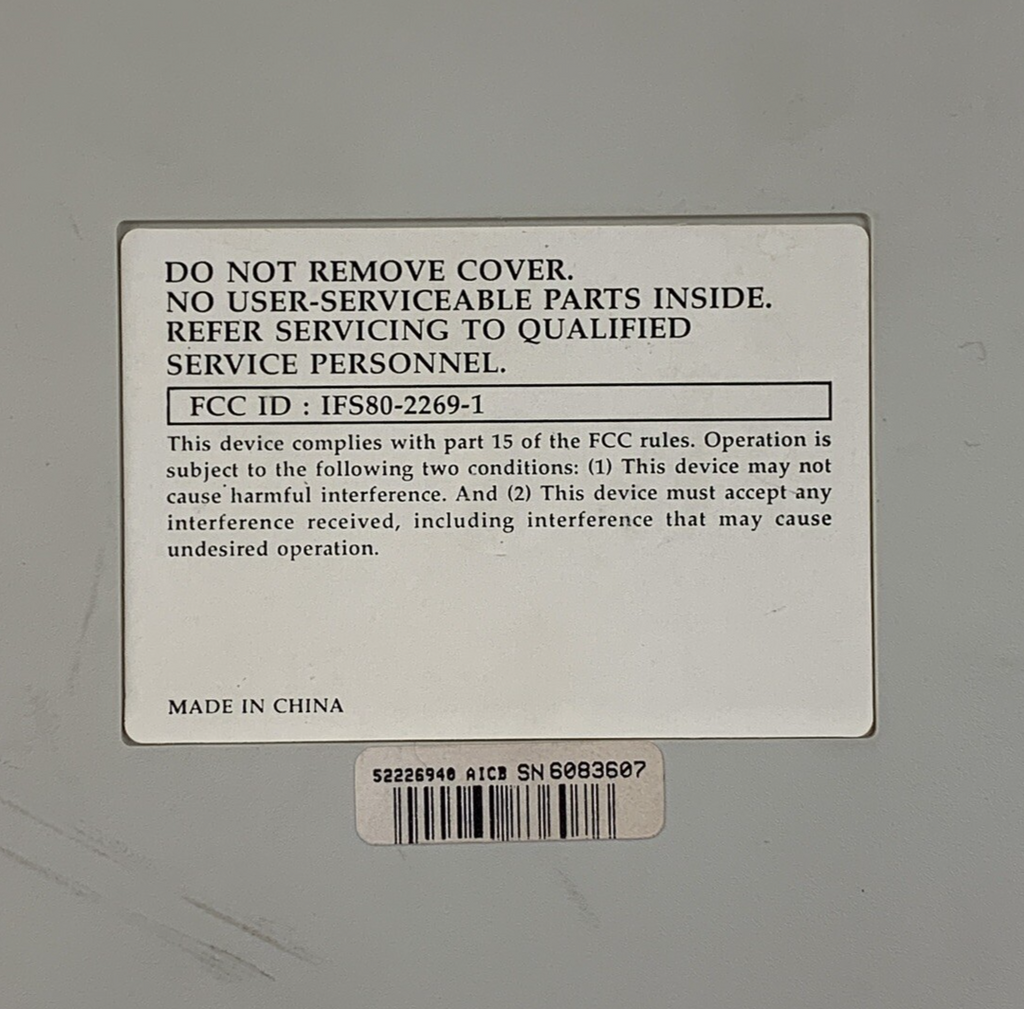 DO NOT REMOVE COVER.
NO USER-SERVICEABLE PARTS INSIDE.
REFER SERVICING TO QUALIFIED
SERVICE PERSONNEL.
FCC ID : IFS80-2269-1
This device complies with part 15 of the FCC rules. Operation is
subject to the following two conditions: (1) This device may not
cause harmful interference. And (2) This device must accept any
interference received, including interference that may cause
undesired operation.
MADE IN CHINA
52226940 AICB SN 6083607